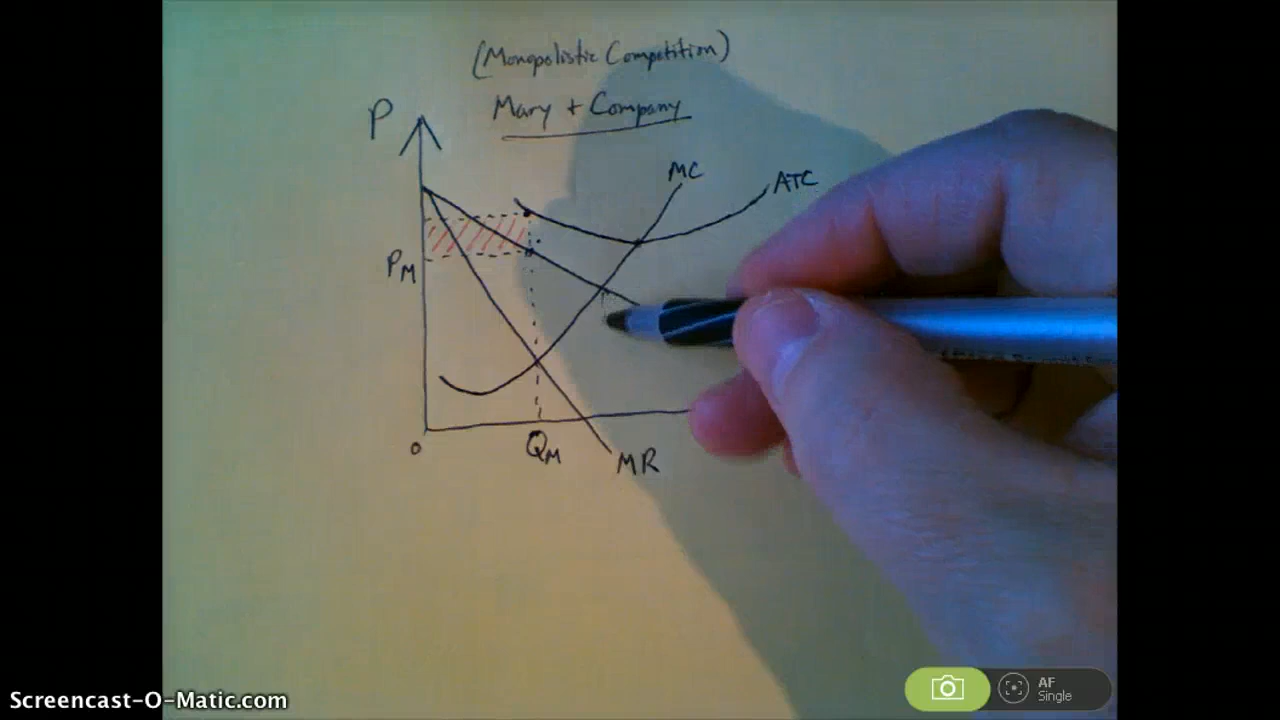 (Monopolistic Competition)
Mary + Company
P
MC
ATC
PM
0
QM
MR
AF
Single
Screencast-O-Matic.com